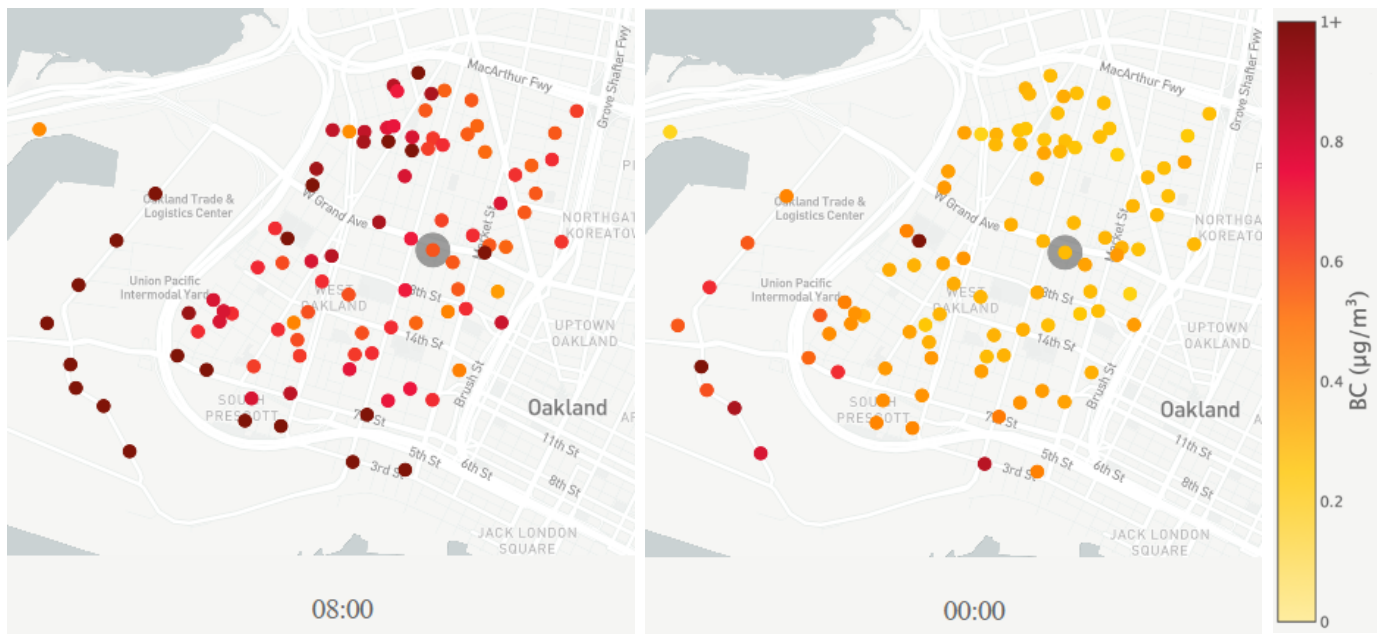 MacArthur Fwy
Grove Shafter Fwy
Oakland Trade &
Logistics Center
W Grand Ave
Market St
NORTHGAT
KOREATOW
Union Pacific
Intermodal Yard
WEST
OAKLAND
8th St
14th St
UPTOWN
OAKLAND
Brush St
SOUTH
PRESCOTT
7th St
Oakland
11th St
5th St
6th St
3rd St
8th St
JACK LONDON
SQUARE
08:00
MacArthur Fwy
Grove Shafter Fwy
Oakland Trade &
Logistics Center
W Grand Ave
Market St
NORTHGA
KOREATO
Union Pacific
Intermodal Yard
WEST
OAKLAND
8th St
14th St
UPTOWN
OAKLAND
Brush St
SOUTH
PRESCOTT
7th St
Oakland
11th St
5th St
6th St
3rd St
8th St
JACK LONDON
SQUARE
00:00
1+
0.8
0.6
0.4
0.2
0
BC (µg/m³)